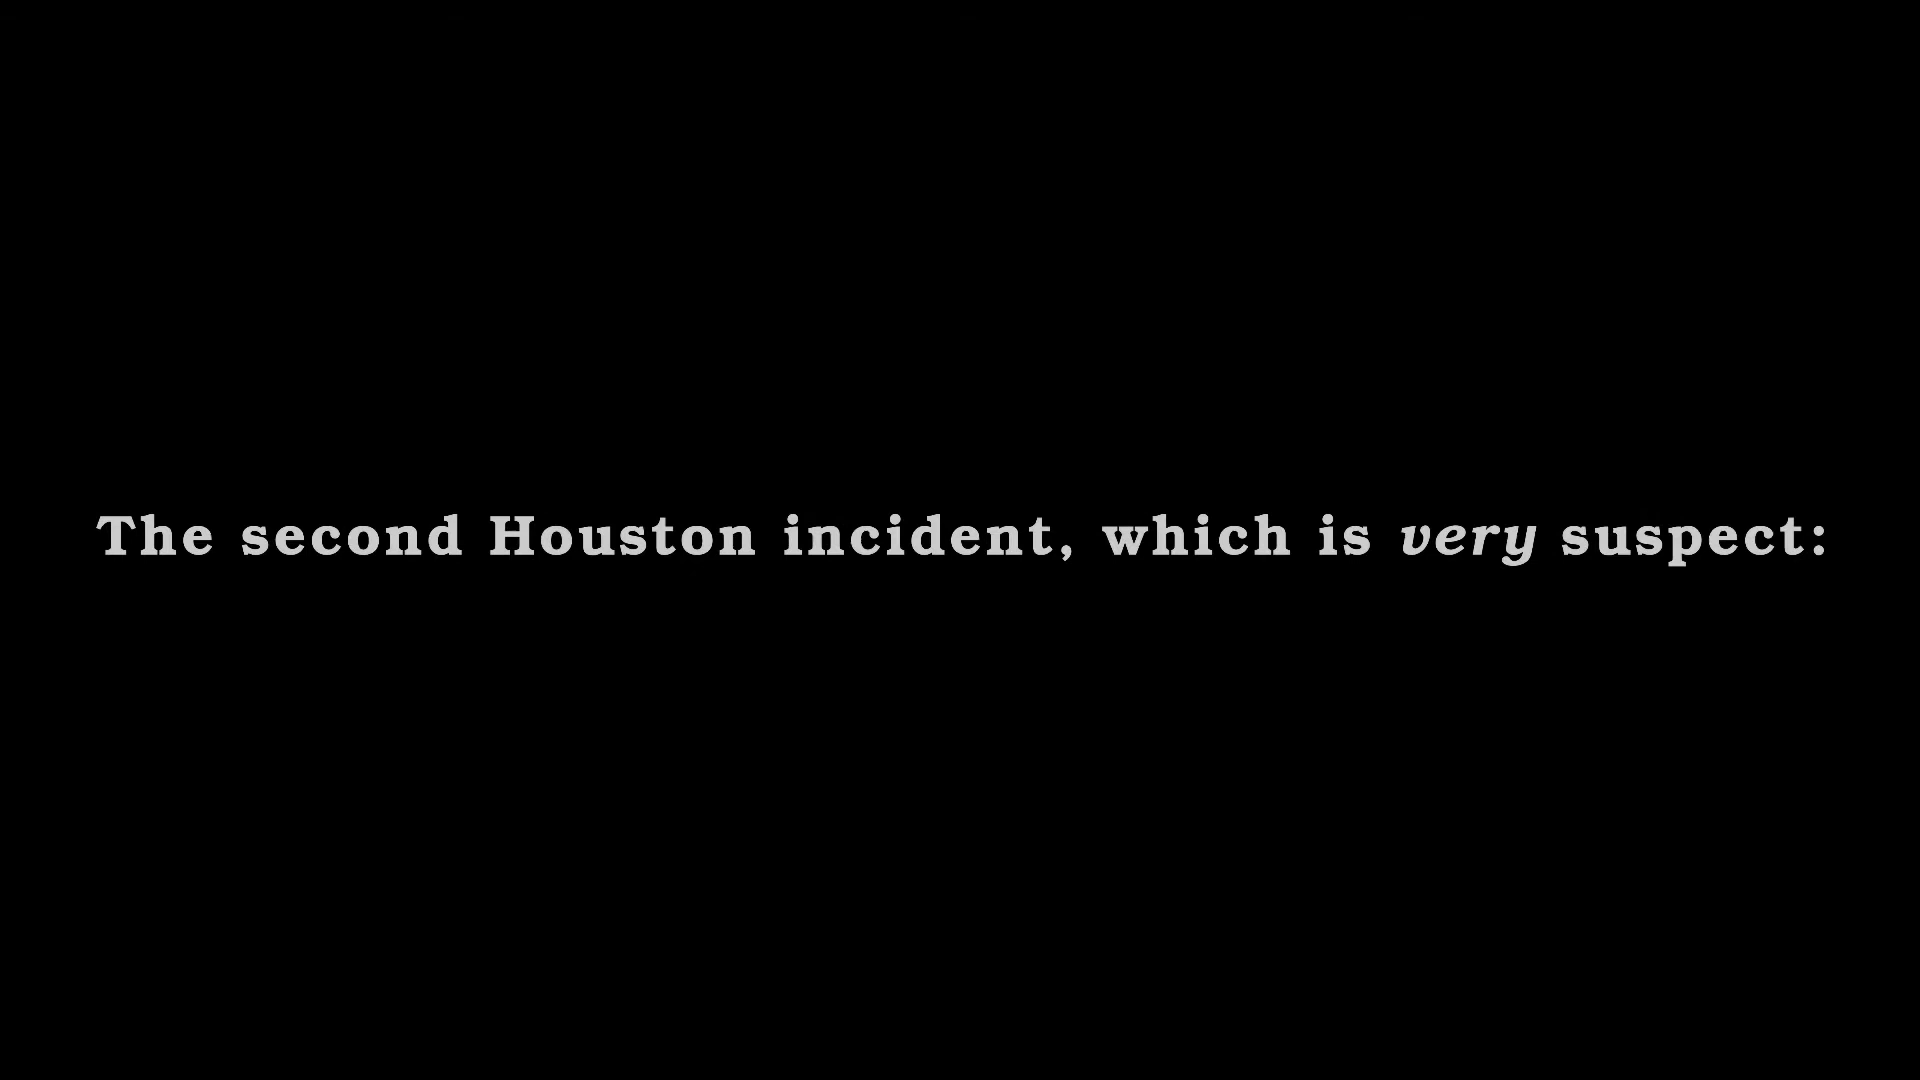 The second Houston incident, which is very suspect: